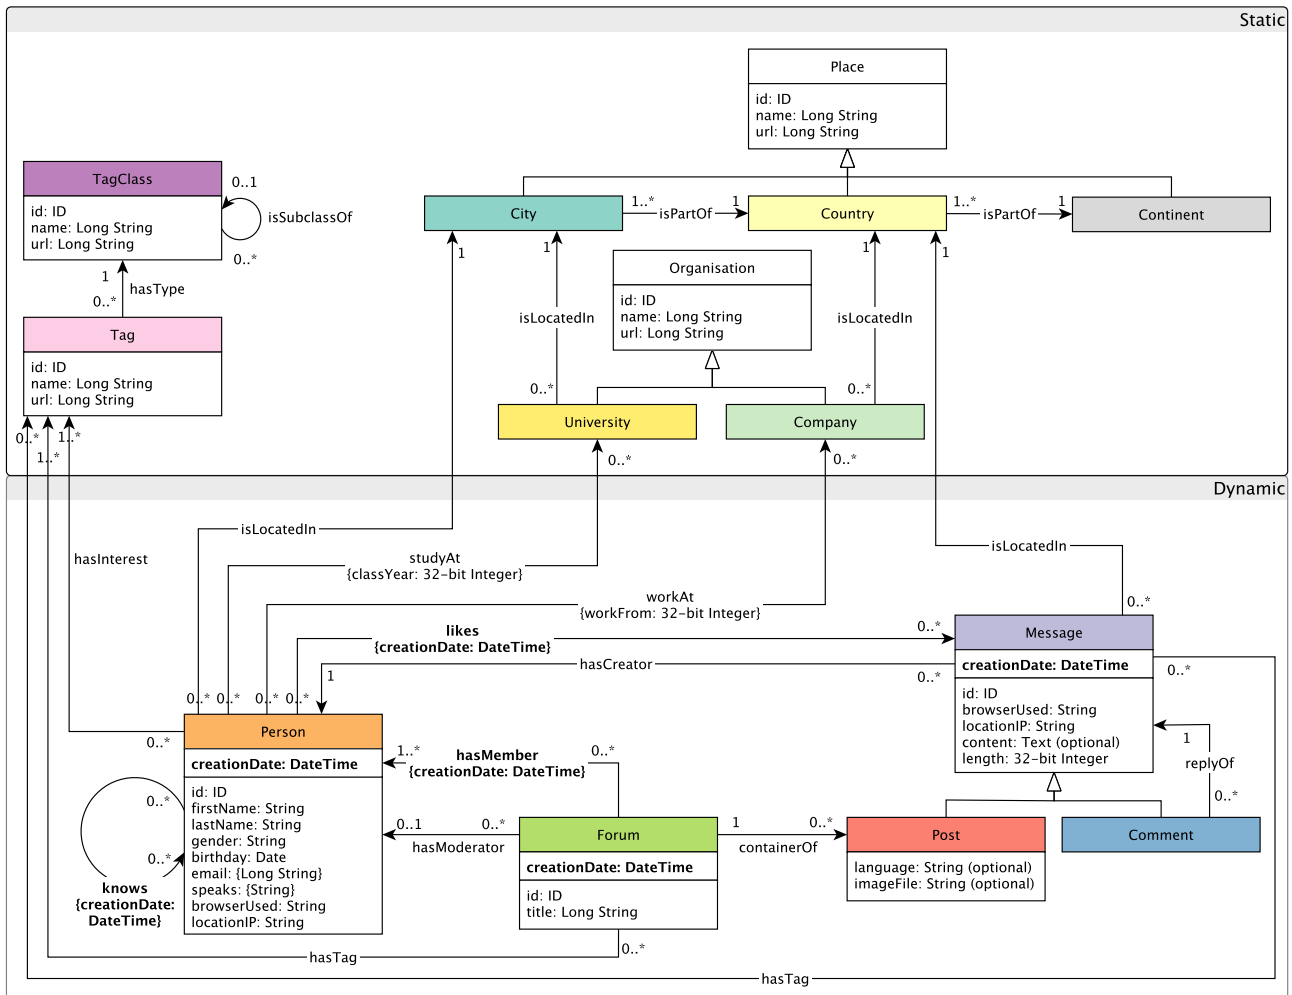 Static
Place
id: ID
name: Long String
url: Long String
TagClass
id: ID
name: Long String
url: Long String
0..1
isSubclassOf
0..*
City
1..*
isPartOf
1
Country
1..*
isPartOf
1
Continent
1
hasType
0..*
Tag
id: ID
name: Long String
url: Long String
1
1
1
1
Organisation
id: ID
name: Long String
url: Long String
isLocatedIn
isLocatedIn
0..*
0..*
University
Company
0..*
1..*
1..*
0..*
0..*
Dynamic
isLocatedIn
hasInterest
studyAt
{classYear: 32-bit Integer}
workAt
{workFrom: 32-bit Integer}
isLocatedIn
0..*
likes
{creationDate: DateTime}
0..*
hasCreator
0..*
1
Message
creationDate: DateTime
id: ID
browserUsed: String
locationIP: String
content: Text (optional)
length: 32-bit Integer
0..*
1
replyOf
0..*
0..*
0..*
0..*
0..*
0..*
Person
creationDate: DateTime
id: ID
firstName: String
lastName: String
gender: String
birthday: Date
email: {Long String}
speaks: {String}
browserUsed: String
locationIP: String
0..*
0..*
knows
{creationDate:
DateTime}
1..*
hasMember
{creationDate: DateTime}
0..*
0..1
hasModerator
0..*
Forum
creationDate: DateTime
id: ID
title: Long String
1
containerOf
0..*
Post
language: String (optional)
imageFile: String (optional)
Comment
0..*
hasTag
hasTag